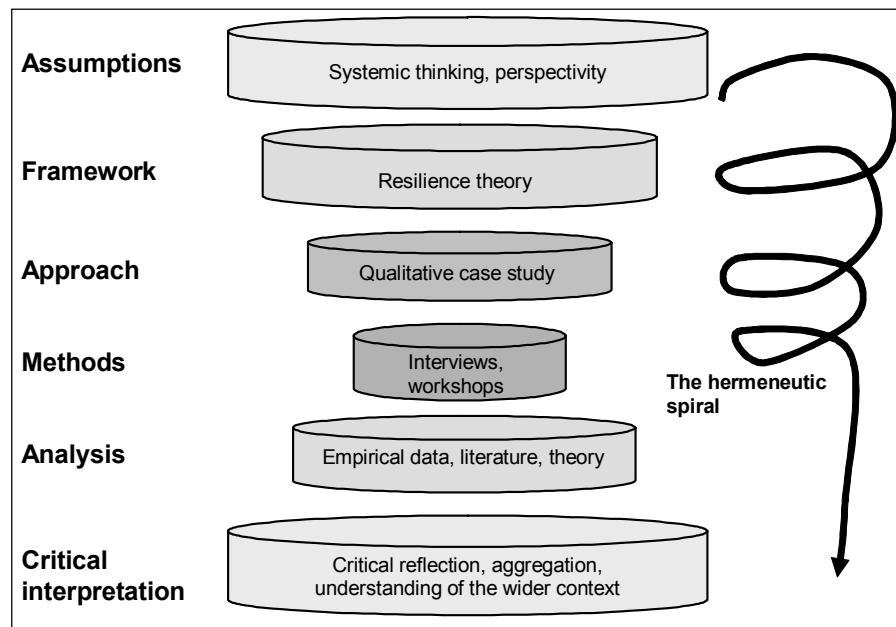 Assumptions
Systemic thinking, perspectivity
Framework
Resilience theory
Approach
Qualitative case study
Methods
Interviews,
workshops
The hermeneutic
spiral
Analysis
Empirical data, literature, theory
Critical
interpretation
Critical reflection, aggregation,
understanding of the wider context